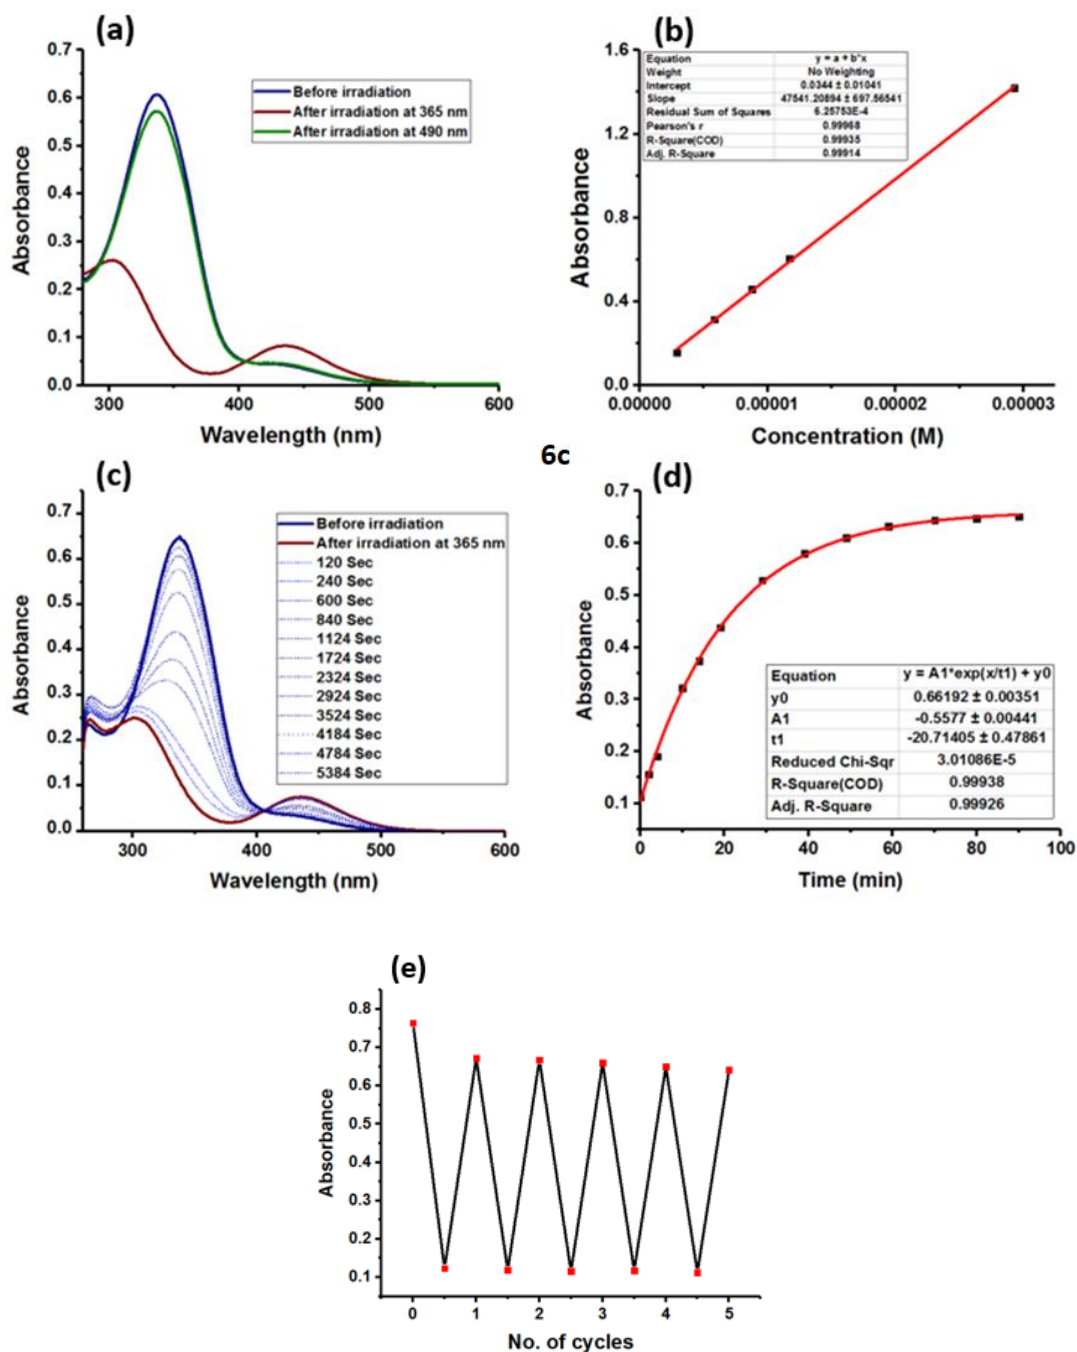 (a)
0.7
0.6
0.5
0.4
0.3
0.2
0.1
0.0
Absorbance
Before irradiation
After irradiation at 365 nm
After irradiation at 490 nm
300 400 500 600
Wavelength (nm)
(b)
1.6
1.2
0.8
0.4
0.0
Absorbance
Equation y = a + b*x
Weight No Weighting
Intercept 0.0344 ± 0.01041
Slope 47541.20894 ± 697.56541
Residual Sum of Squares 6.25753E-4
Pearson's r 0.99968
R-Square(COD) 0.99935
Adj. R-Square 0.99914
0.00000 0.00001 0.00002 0.00003
Concentration (M)
6c
(c)
0.7
0.6
0.5
0.4
0.3
0.2
0.1
0.0
Absorbance
Before irradiation
After irradiation at 365 nm
120 Sec
240 Sec
600 Sec
840 Sec
1124 Sec
1724 Sec
2324 Sec
2924 Sec
3524 Sec
4184 Sec
4784 Sec
5384 Sec
300 400 500 600
Wavelength (nm)
(d)
0.7
0.6
0.5
0.4
0.3
0.2
0.1
Absorbance
Equation y = A1*exp(x/t1) + y0
y0 0.66192 ± 0.00351
A1 -0.5577 ± 0.00441
t1 -20.71405 ± 0.47861
Reduced Chi-Sqr 3.01086E-5
R-Square(COD) 0.99938
Adj. R-Square 0.99926
0 20 40 60 80 100
Time (min)
(e)
0.8
0.7
0.6
0.5
0.4
0.3
0.2
0.1
Absorbance
0 1 2 3 4 5
No. of cycles